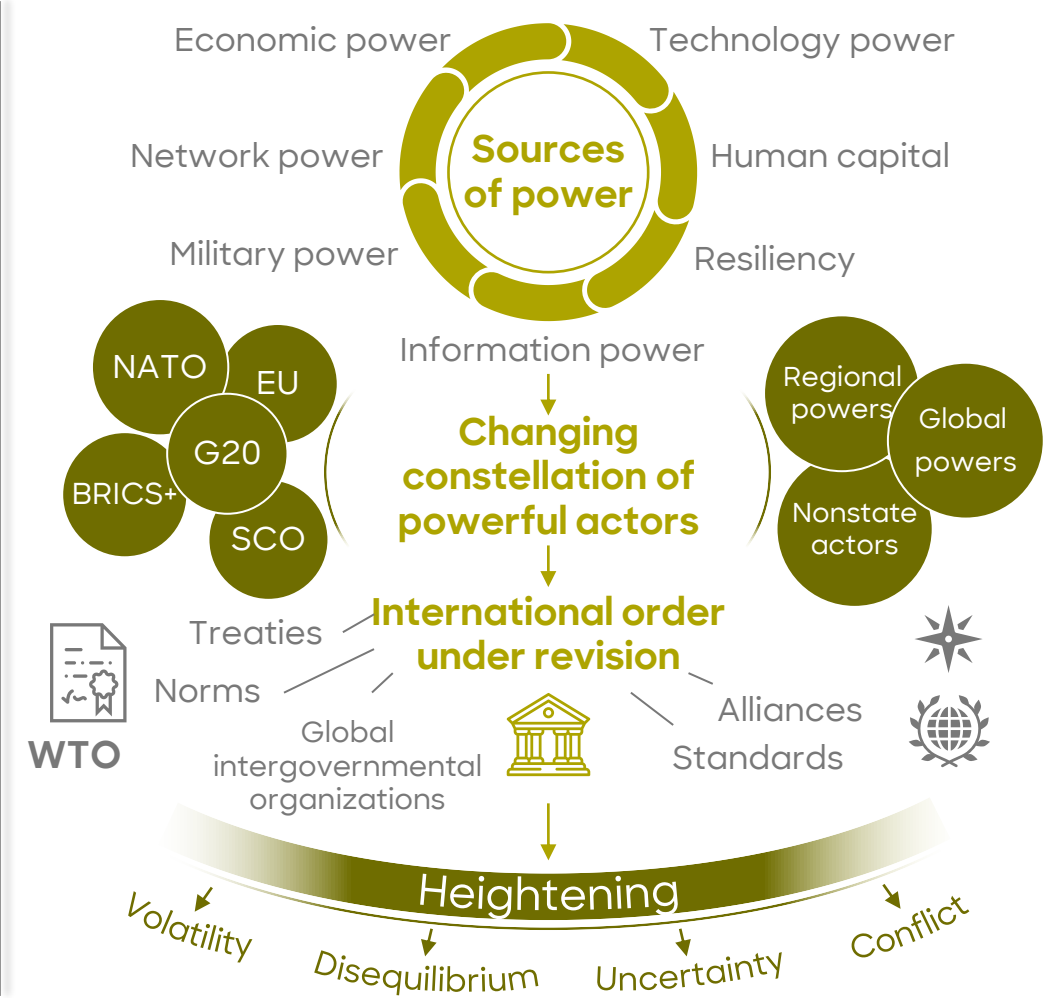 Economic power
Technology power
Sources
of power
Network power
Human capital
Military power
Resiliency
Information power
NATO
EU
G20
BRICS+
SCO
Changing
constellation of
powerful actors
Regional
powers
Global
powers
Nonstate
actors
International order
under revision
Treaties
Norms
Global
intergovernmental
organizations
Alliances
Standards
WTO
Heightening
Volatility
Disequilibrium
Uncertainty
Conflict